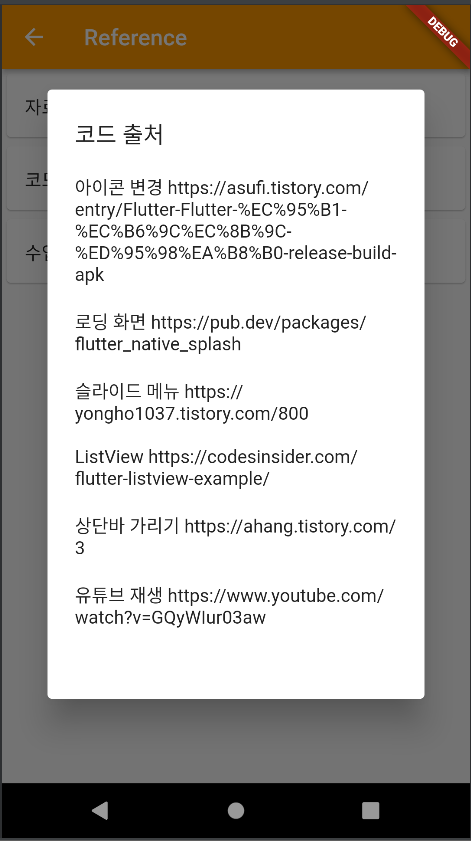 Reference
DEBUG
자료
코드
수업
코드 출처
아이콘 변경 https://asufi.tistory.com/
entry/Flutter-Flutter-%EC%95%B1-
%EC%B6%9C%EC%8B%9C-
%ED%95%98%EA%B8%B0-release-build-
apk
로딩 화면 https://pub.dev/packages/
flutter_native_splash
슬라이드 메뉴 https://
yongho1037.tistory.com/800
ListView https://codesinsider.com/
flutter-listview-example/
상단바 가리기 https://ahang.tistory.com/
3
유튜브 재생 https://www.youtube.com/
watch?v=GQyWIur03aw